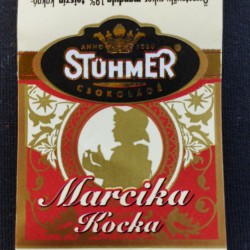 ANNO 1868
STÜHMER
CSOKOLÁDÉ
Marcika
Kocka